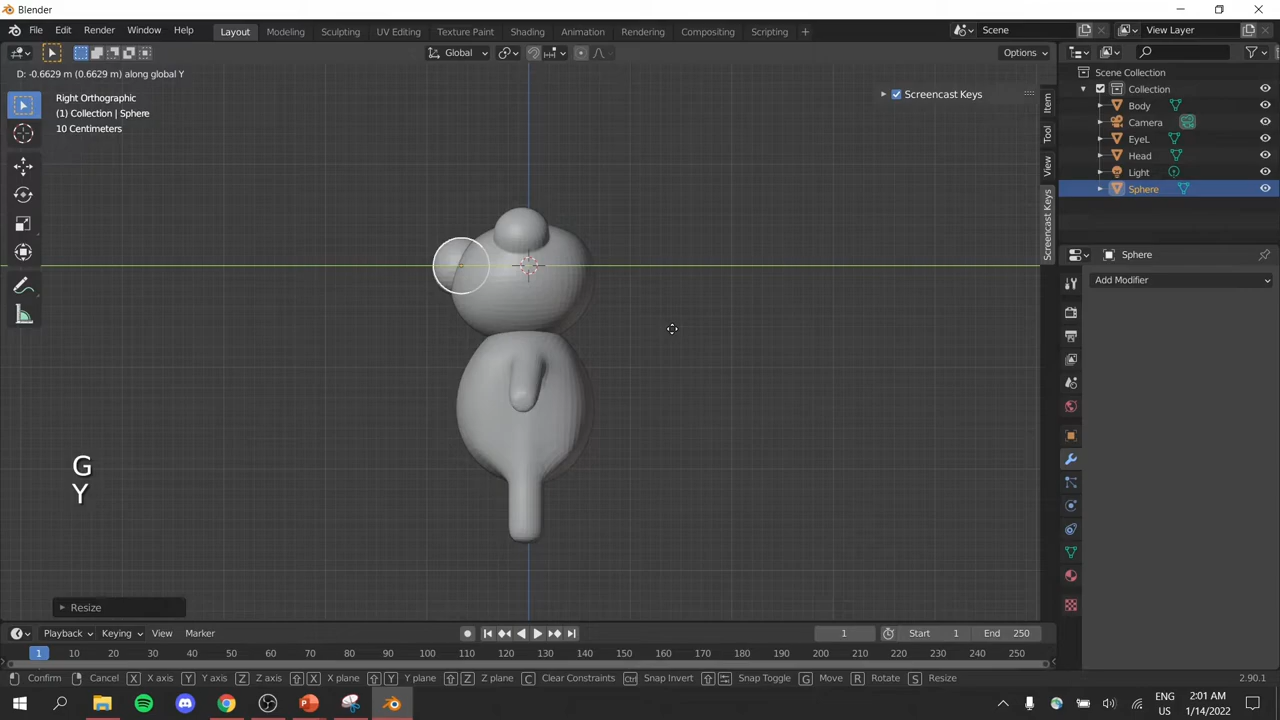 Blender
File Edit Render Window Help
Layout Modeling Sculpting UV Editing Texture Paint Shading Animation Rendering Compositing Scripting +
Scene
View Layer
Global
Options
D: -0.6629 m (0.6629 m) along global Y
Right Orthographic
(1) Collection | Sphere
10 Centimeters
Screencast Keys
Item
Tool
View
Screencast Keys
Scene Collection
Collection
Body
Camera
EyeL
Head
Light
Sphere
Sphere
Add Modifier
G
Y
Resize
Playback Keying View Marker
1
Start 1
End 250
1 10 20 30 40 50 60 70 80 90 100 110 120 130 140 150 160 170 180 190 200 210 220 230 240 250
Confirm Cancel X X axis Y Y axis Z Z axis X X plane Y Y plane Z Z plane C Clear Constraints Ctrl Snap Invert Snap Toggle G Move R Rotate S Resize 2.90.1
ENG
US
2:01 AM
1/14/2022